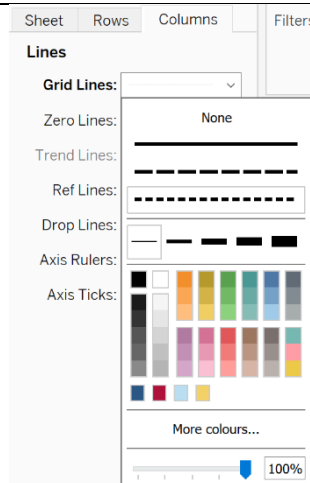 Sheet Rows Columns Filters
Lines
Grid Lines:
None
Zero Lines:
Trend Lines:
Ref Lines:
Drop Lines:
Axis Rulers:
Axis Ticks:
More colours...
100%